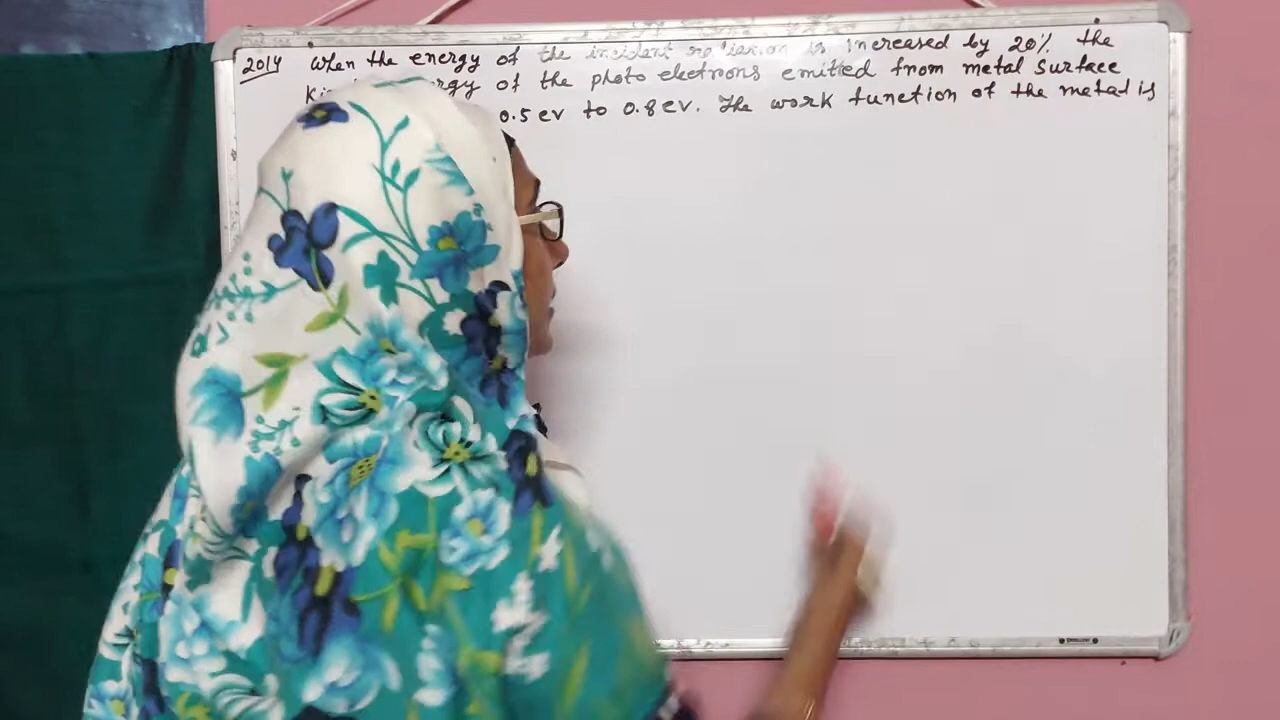 2014 When the energy of the incident radiation is increased by 20% the
of the photo electrons emitted from metal surface
0.5 ev to 0.8 ev. The work function of the metal is